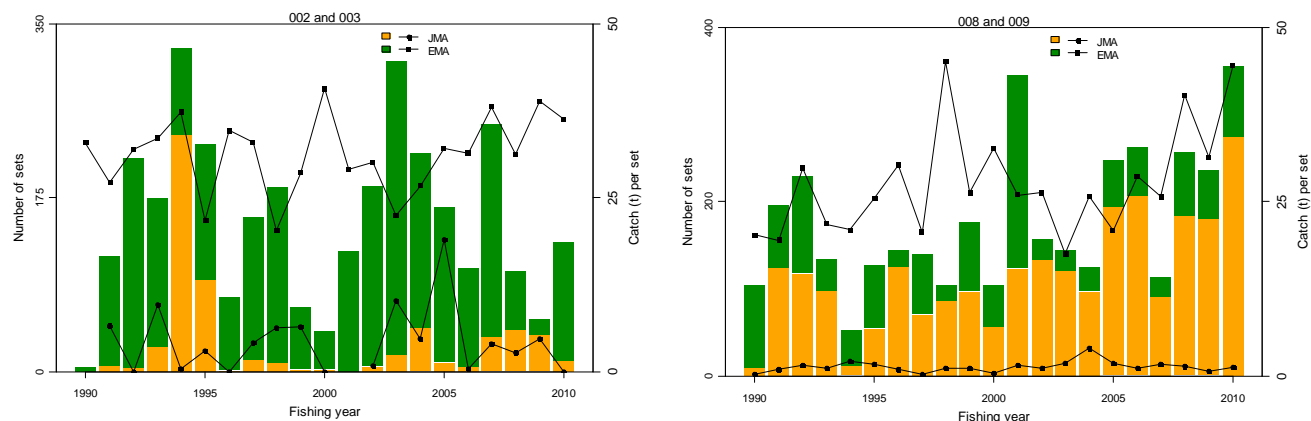 002 and 003
350
50
JMA
EMA
Number of sets
175
25
Catch (t) per set
0
0
1990
1995
2000
2005
2010
Fishing year
008 and 009
400
50
JMA
EMA
Number of sets
200
25
Catch (t) per set
0
0
1990
1995
2000
2005
2010
Fishing year